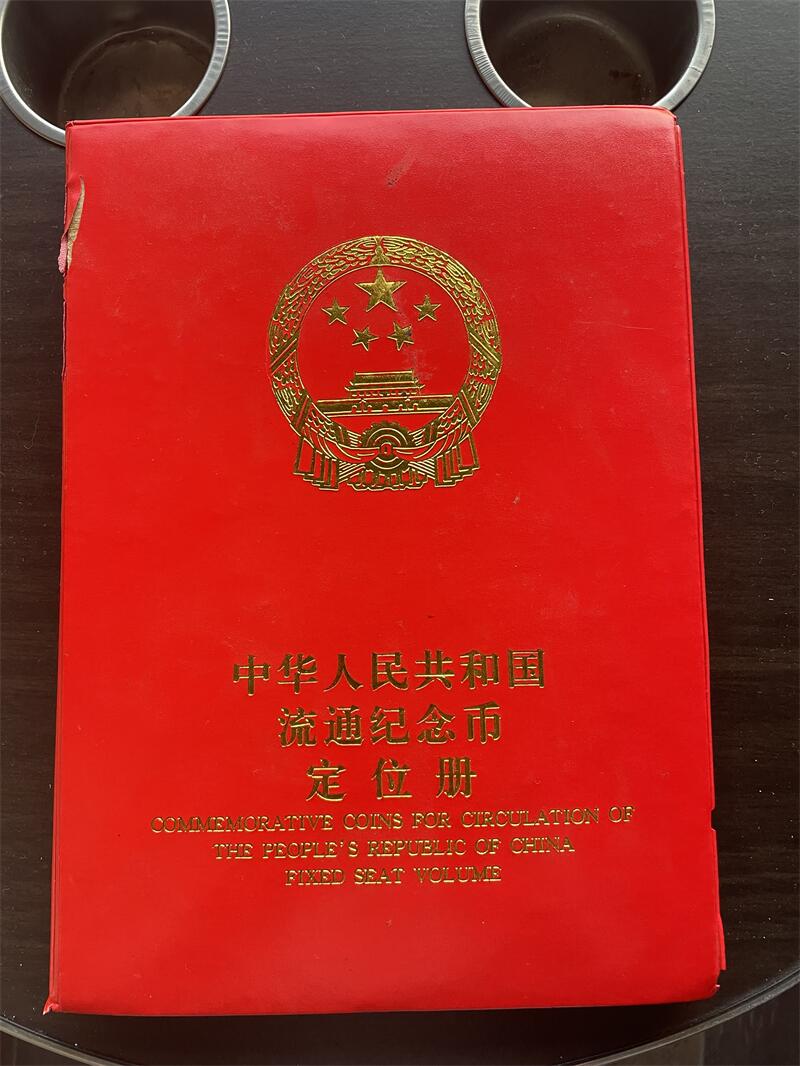 中华人民共和国
流通纪念币
定位册
COMMEMORATIVE COINS FOR CIRCULATION OF
THE PEOPLE'S REPUBLIC OF CHINA
FIXED SEAT VOLUME